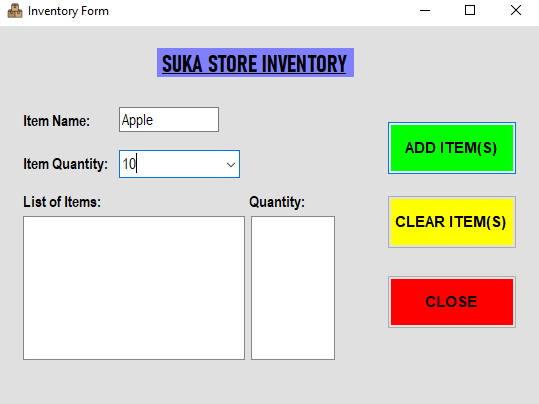 Inventory Form
SUKA STORE INVENTORY
Item Name: Apple
Item Quantity: 10
List of Items: Quantity:
ADD ITEM(S)
CLEAR ITEM(S)
CLOSE